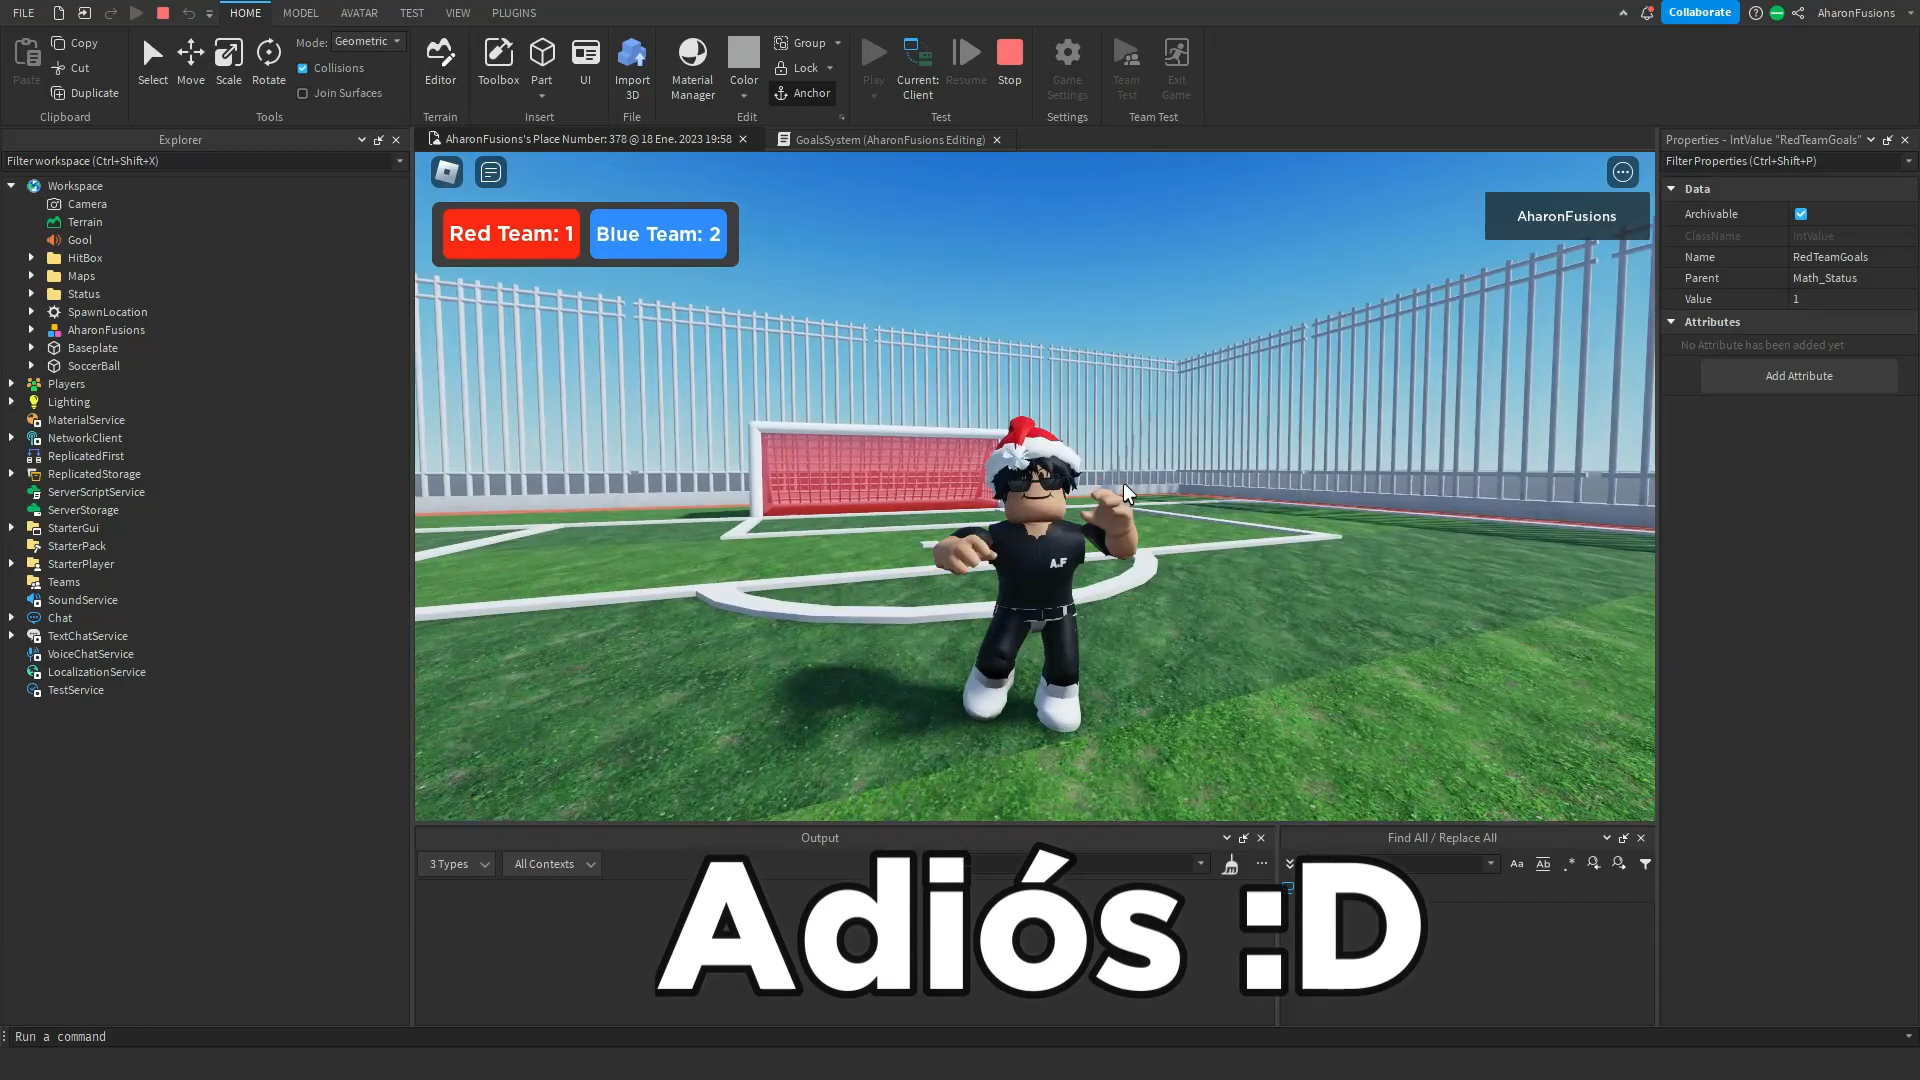 FILE
HOME
MODEL
AVATAR
TEST
VIEW
PLUGINS
Collaborate
AharonFusions
Paste
Copy
Cut
Duplicate
Clipboard
Select
Move
Scale
Rotate
Mode:
Geometric
Collisions
Join Surfaces
Tools
Editor
Terrain
Toolbox
Part
UI
Insert
Import
3D
File
Material
Manager
Color
Group
Lock
Anchor
Edit
Play
Current:
Client
Resume
Stop
Test
Game
Settings
Settings
Team
Test
Exit
Game
Team Test
Explorer
Filter workspace (Ctrl+Shift+X)
Workspace
Camera
Terrain
Gool
HitBox
Maps
Status
SpawnLocation
AharonFusions
Baseplate
SoccerBall
Players
Lighting
MaterialService
NetworkClient
ReplicatedFirst
ReplicatedStorage
ServerScriptService
ServerStorage
StarterGui
StarterPack
StarterPlayer
Teams
SoundService
Chat
TextChatService
VoiceChatService
LocalizationService
TestService
AharonFusions's Place Number: 378 @ 18 Ene. 2023 19:58
GoalsSystem (AharonFusions Editing)
Red Team: 1
Blue Team: 2
AharonFusions
A.F
Properties - IntValue "RedTeamGoals"
Filter Properties (Ctrl+Shift+P)
Data
Archivable
ClassName IntValue
Name RedTeamGoals
Parent Math_Status
Value 1
Attributes
No Attribute has been added yet
Add Attribute
Output
3 Types
All Contexts
Find All / Replace All
Aa
Ab
.*
Adiós :D
Run a command